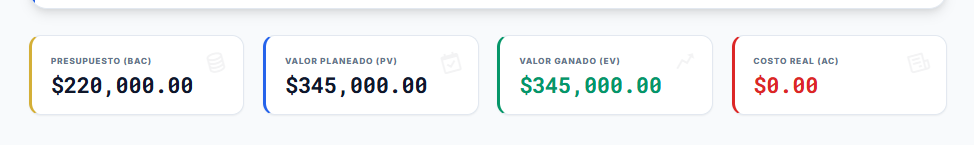 PRESUPUESTO (BAC)
$220,000.00
VALOR PLANEADO (PV)
$345,000.00
VALOR GANADO (EV)
$345,000.00
COSTO REAL (AC)
$0.00